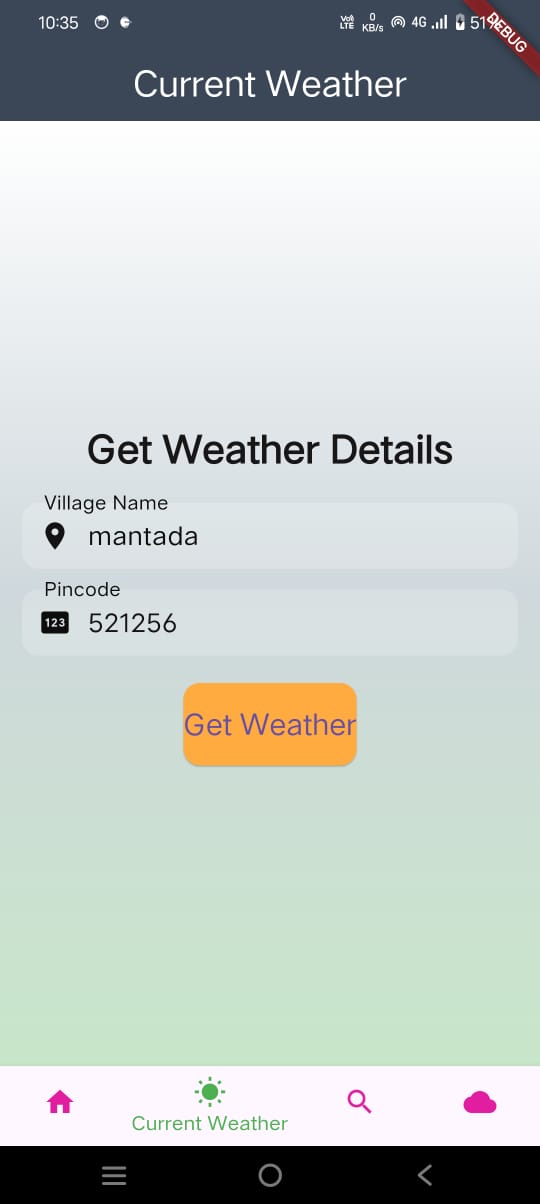 10:35 Vo) LTE 0 KB/s 4G 51%
DEBUG
Current Weather
Get Weather Details
Village Name
mantada
Pincode
123 521256
Get Weather
Current Weather